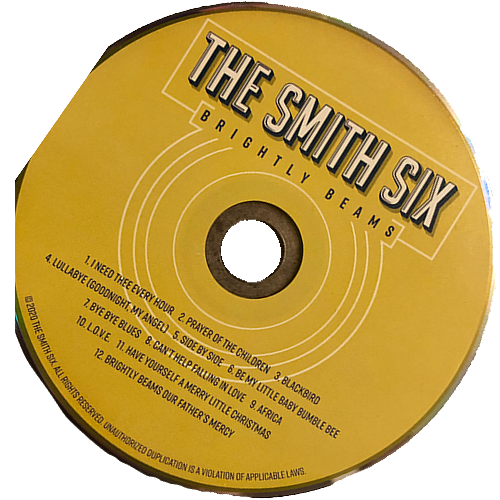 THE SMITH SIX
BRIGHTLY BEAMS
1. I NEED THEE EVERY HOUR 2. PRAYER OF THE CHILDREN 3. BLACKBIRD
4. LULLABYE (GOODNIGHT, MY ANGEL) 5. SIDE BY SIDE 6. BE MY LITTLE BABY BUMBLE BEE
7. BYE BYE BLUES 8. CAN'T HELP FALLING IN LOVE 9. AFRICA
10. L.O.V.E. 11. HAVE YOURSELF A MERRY LITTLE CHRISTMAS
12. BRIGHTLY BEAMS OUR FATHER'S MERCY
© 2020 THE SMITH SIX. ALL RIGHTS RESERVED. UNAUTHORIZED DUPLICATION IS A VIOLATION OF APPLICABLE LAWS.